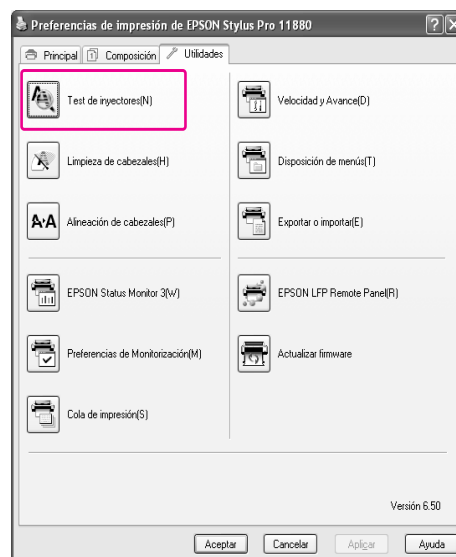 Preferencias de impresión de EPSON Stylus Pro 11880
Principal
Composición
Utilidades
Test de inyectores(N)
Velocidad y Avance(D)
Limpieza de cabezales(H)
Disposición de menús(T)
Alineación de cabezales(P)
Exportar o importar(E)
EPSON Status Monitor 3(W)
EPSON LFP Remote Panel(R)
Preferencias de Monitorización(M)
Actualizar firmware
Cola de impresión(S)
Versión 6.50
Aceptar
Cancelar
Aplicar
Ayuda